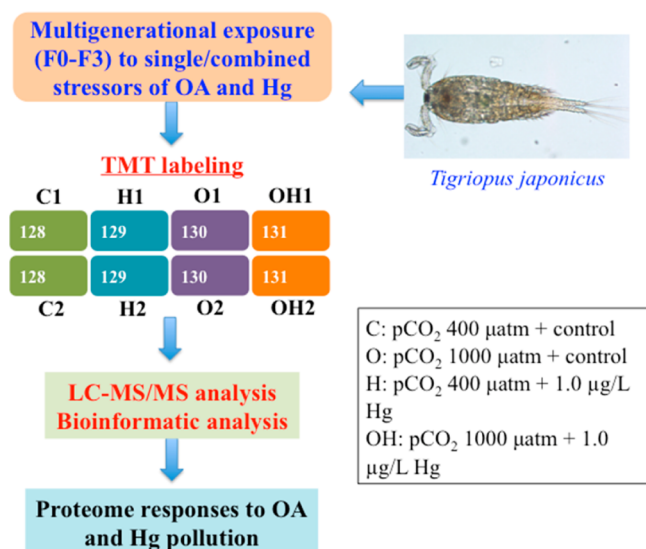 Multigenerational exposure
(F0-F3) to single/combined
stressors of OA and Hg
Tigriopus japonicus
TMT labeling
C1 H1 O1 OH1
128 129 130 131
128 129 130 131
C2 H2 O2 OH2
LC-MS/MS analysis
Bioinformatic analysis
Proteome responses to OA
and Hg pollution
C: pCO₂ 400 μatm + control
O: pCO₂ 1000 μatm + control
H: pCO₂ 400 μatm + 1.0 μg/L
Hg
OH: pCO₂ 1000 μatm + 1.0
μg/L Hg